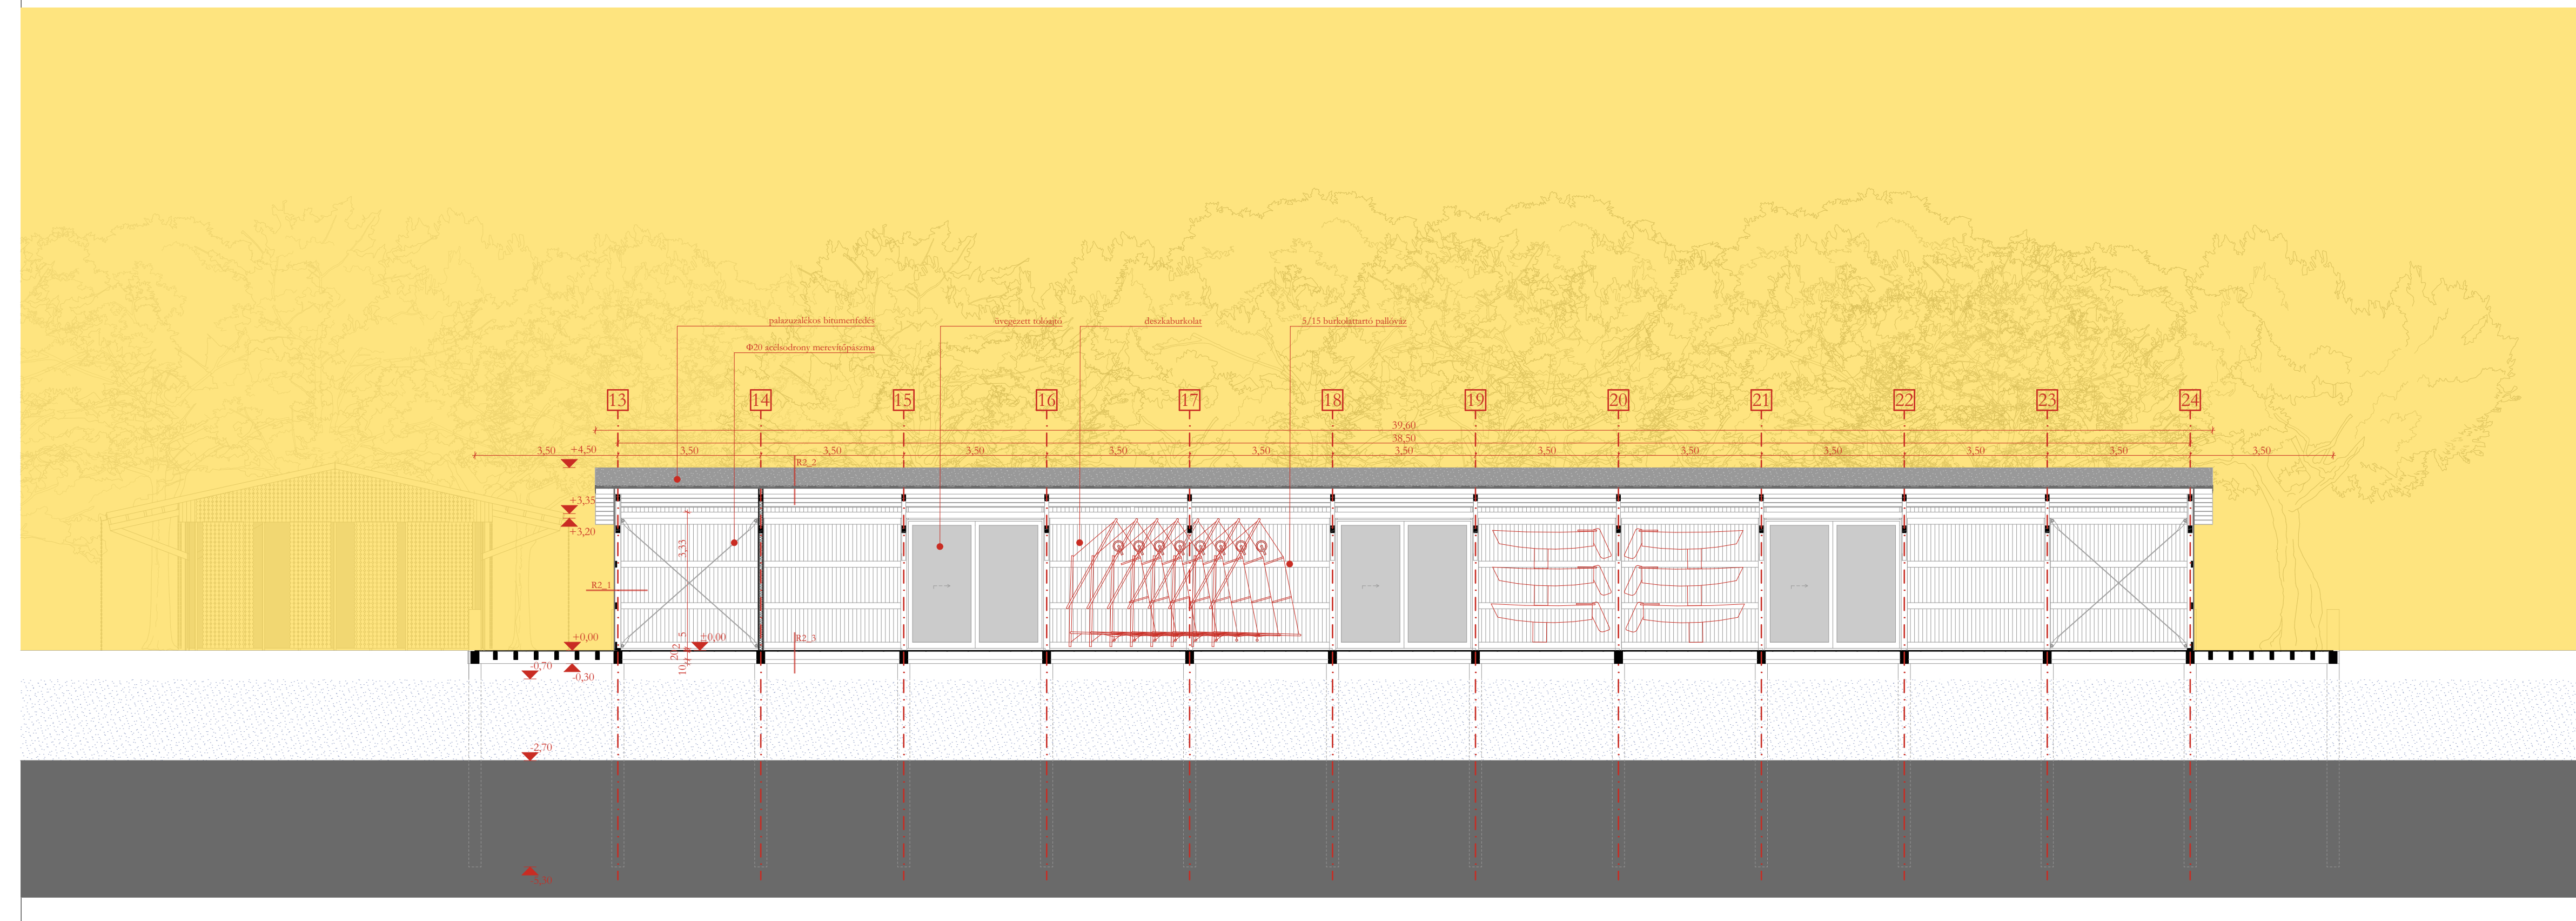 palazúzalékos bitumenfedés
üvegezett tolóajtó
deszkaburkolat
5/15 burkolattartó pallóváz
Φ20 acélsodrony merevítőpászma
13 14 15 16 17 18 19 20 21 22 23 24
39,60
38,50
3,50 +4,50 3,50 3,50 3,50 3,50 3,50 3,50 3,50 3,50 3,50 3,50 3,50 3,50
R2_2
+3,35
+3,20
3,33
R2_1
+0,00
±0,00
R2_3
-0,70
-0,30
-2,70